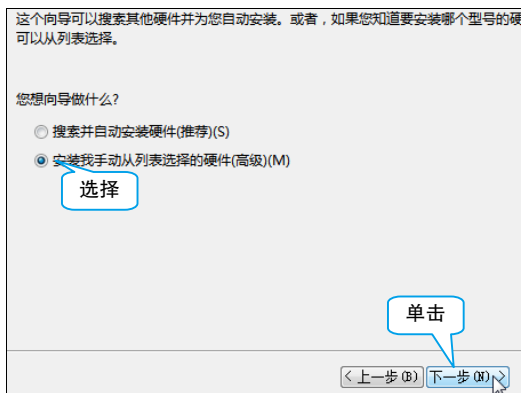 这个向导可以搜素其他硬件并为您自动安装。或者，如果您知道要安装哪个型号的硬
可以从列表选择。
您想向导做什么?
搜素并自动安装硬件(推荐)(S)
安装我手动从列表选择的硬件(高级)(M)
选择
单击
< 上一步(B)
下一步(N) >